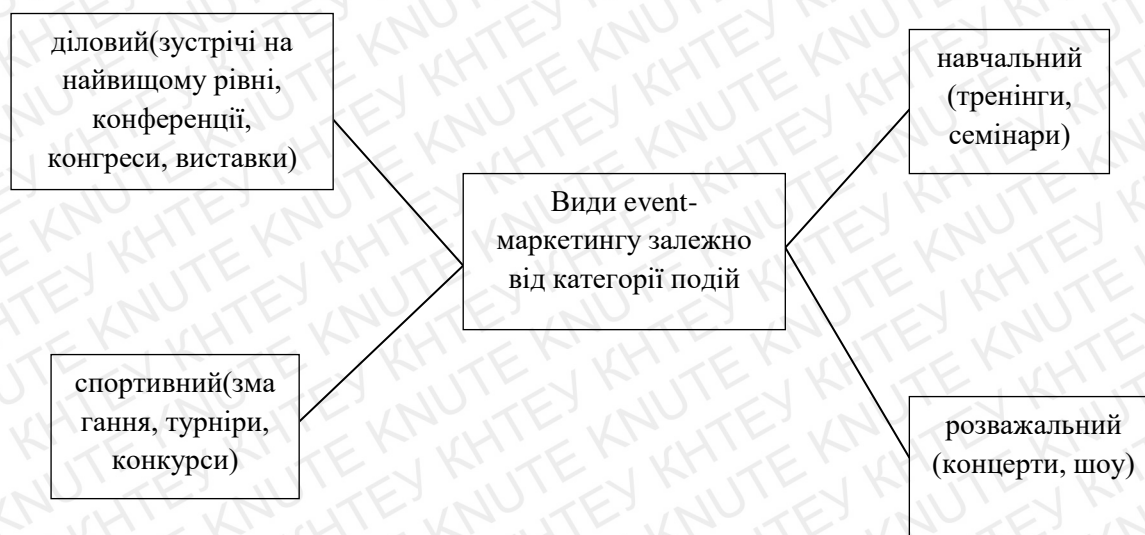 діловий(зустрічі на
найвищому рівні,
конференції,
конгреси, виставки)
навчальний
(тренінги,
семінари)
Види event-
маркетингу залежно
від категорії подій
спортивний(зма
гання, турніри,
конкурси)
розважальний
(концерти, шоу)